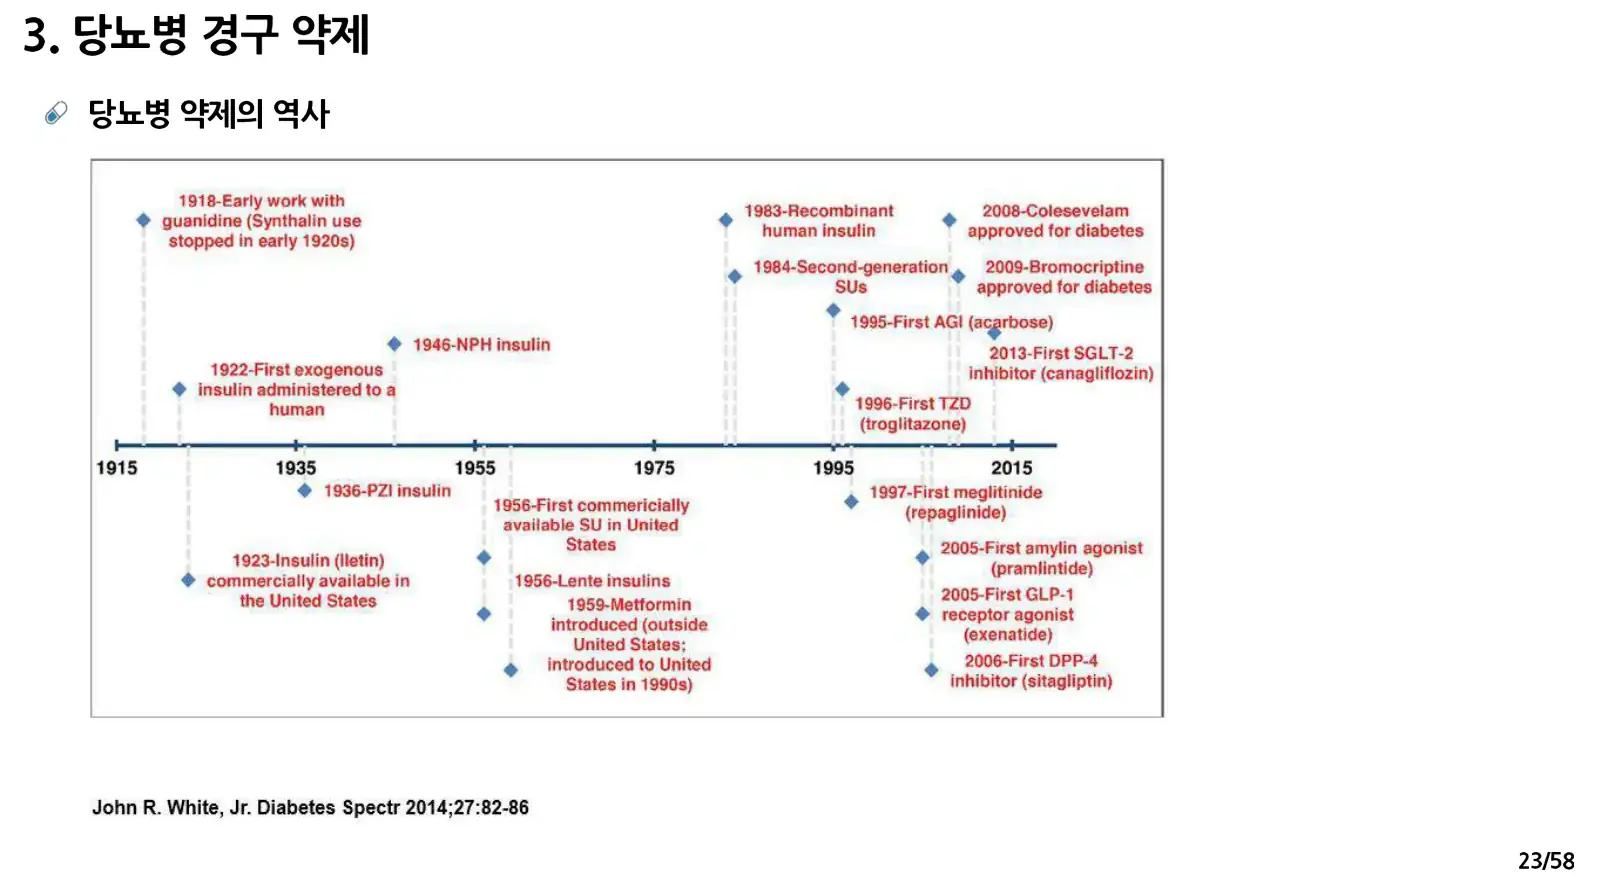 3. 당뇨병 경구 약제
당뇨병 약제의 역사
1918-Early work with
guanidine (Synthalin use
stopped in early 1920s)
1922-First exogenous
insulin administered to a
human
1946-NPH insulin
1983-Recombinant
human insulin
1984-Second-generation
SUs
1995-First AGI (acarbose)
1996-First TZD
(troglitazone)
2008-Colesevelam
approved for diabetes
2009-Bromocriptine
approved for diabetes
2013-First SGLT-2
inhibitor (canagliflozin)
1915
1935
1955
1975
1995
2015
1923-Insulin (Iletin)
commercially available in
the United States
1936-PZI insulin
1956-First commericially
available SU in United
States
1956-Lente insulins
1959-Metformin
introduced (outside
United States;
introduced to United
States in 1990s)
1997-First meglitinide
(repaglinide)
2005-First amylin agonist
(pramlintide)
2005-First GLP-1
receptor agonist
(exenatide)
2006-First DPP-4
inhibitor (sitagliptin)
John R. White, Jr. Diabetes Spectr 2014;27:82-86
23/58